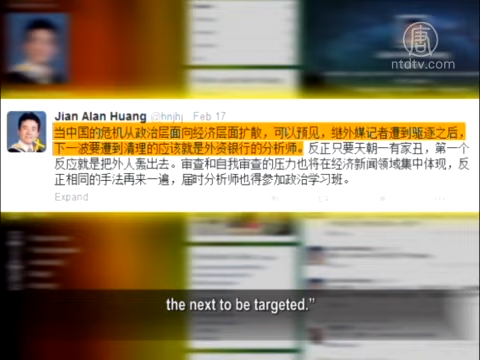 唐
ntdtv.com
Jian Alan Huang @hnjhj Feb 17
当中国的危机从政治层面向经济层面扩散，可以预见，继外媒记者遭到驱逐之后，
下一波要遭到清理的应该就是外资银行的分析师。反正只要天朝一有家丑，第一个
反应就是把外人轰出去。审查和自我审查的压力也将在经济新闻领域集中体现，反
正相同的手法再来一遍，届时分析师也得参加政治学习班。
Expand
the next to be targeted.”